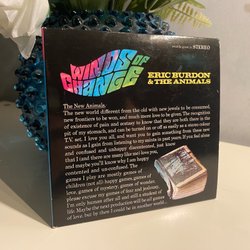 STEREO
WINDS OF CHANGE
ERIC BURDON
& THE ANIMALS
The New Animals.
The new world different from the old with new jewels to be consumed,
new frontiers to be won, and much more love to be given. The recognition
of existence of pain and ecstasy to know that they are both there in the
pit of my stomach, and can be turned on or off as easily as a stereo colour
T.V. set. I love you all, and want you to gain something from these new
sounds as I gain from listening to my minds in past years. If you feel alone
and confused and unhappy discontented, just know
that I (and there are many like me) love you,
and maybe you'll know why I am happy
contented and un-confused. The
games I play are mostly games of
children (not all) happy games, games of
love, games of mystery, games of wonder,
please excuse my games of fear and jealousy,
I'm only human after all and still a student of
life. Maybe the next production will be all games
of love, but by then I could be in another world.